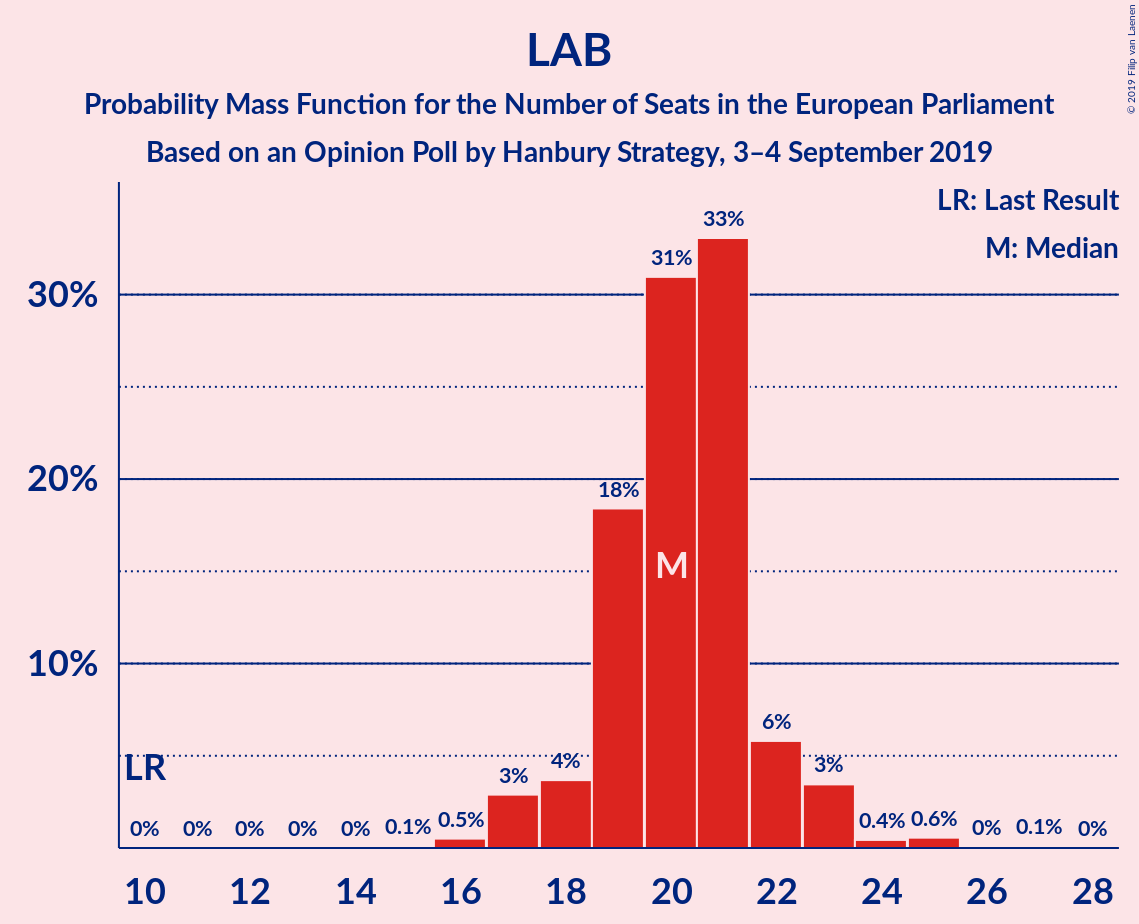 LAB
Probability Mass Function for the Number of Seats in the European Parliament
Based on an Opinion Poll by Hanbury Strategy, 3–4 September 2019
© 2019 Filip van Laenen
LR: Last Result
M: Median
30%
20%
10%
0%
0%
0%
0%
0%
0.1%
0.5%
3%
4%
18%
31%
33%
6%
3%
0.4%
0.6%
0%
0.1%
0%
LR
M
10 12 14 16 18 20 22 24 26 28